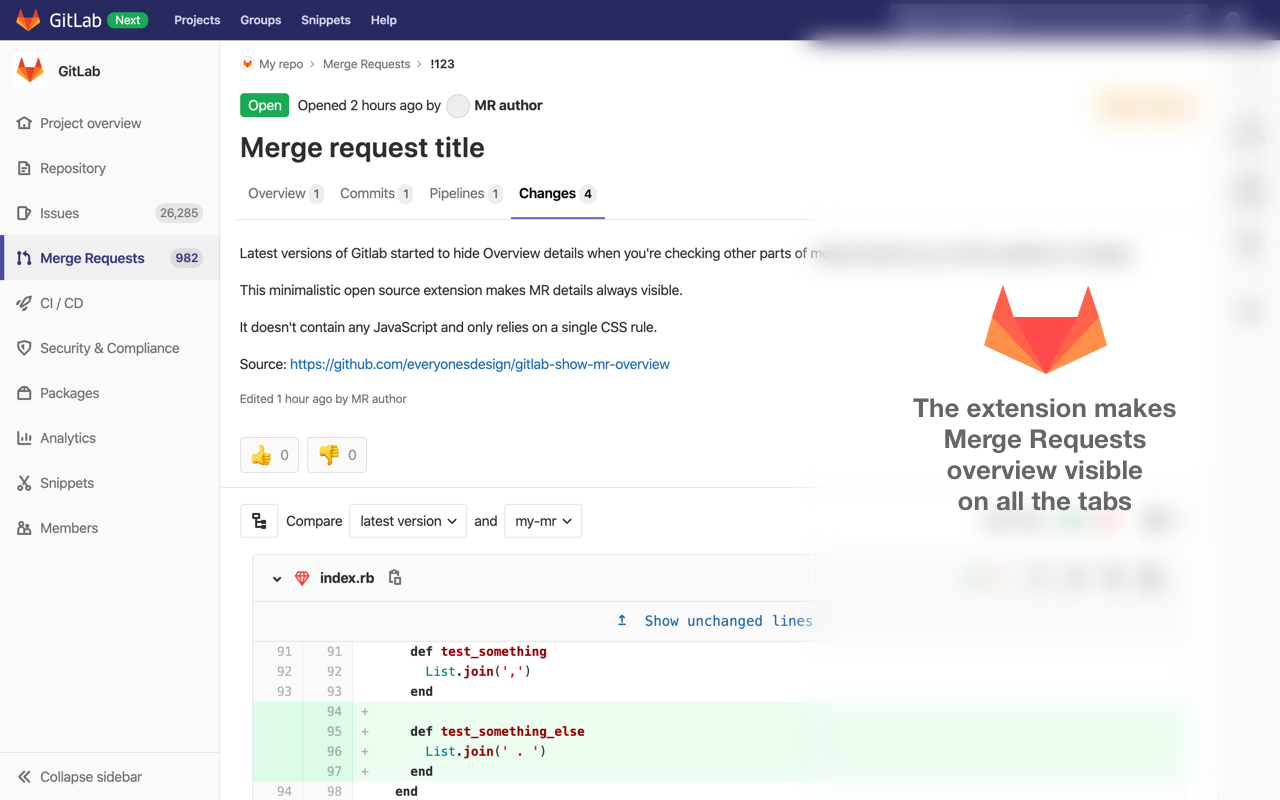 GitLab Next Projects Groups Snippets Help
GitLab
Project overview
Repository
Issues 26,285
Merge Requests 982
CI / CD
Security & Compliance
Packages
Analytics
Snippets
Members
Collapse sidebar
My repo › Merge Requests › !123
Open Opened 2 hours ago by MR author
Merge request title
Overview 1 Commits 1 Pipelines 1 Changes 4
Latest versions of Gitlab started to hide Overview details when you're checking other parts of
This minimalistic open source extension makes MR details always visible.
It doesn't contain any JavaScript and only relies on a single CSS rule.
Source: https://github.com/everyonesdesign/gitlab-show-mr-overview
Edited 1 hour ago by MR author
👍 0 👎 0
Compare latest version and my-mr
index.rb
Show unchanged lines
91 91 def test_something
92 92 List.join(',')
93 93 end
94 +
95 + def test_something_else
96 + List.join(' . ')
97 + end
94 98 end
The extension makes
Merge Requests
overview visible
on all the tabs